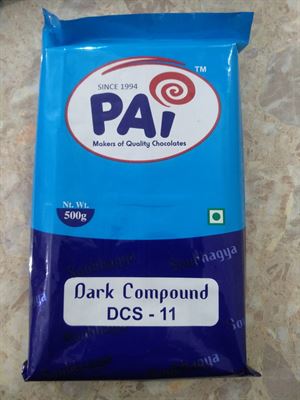 SINCE 1994
TM
PAi
Makers of Quality Chocolates
Nt. Wt.
500g
Dark Compound
DCS - 11